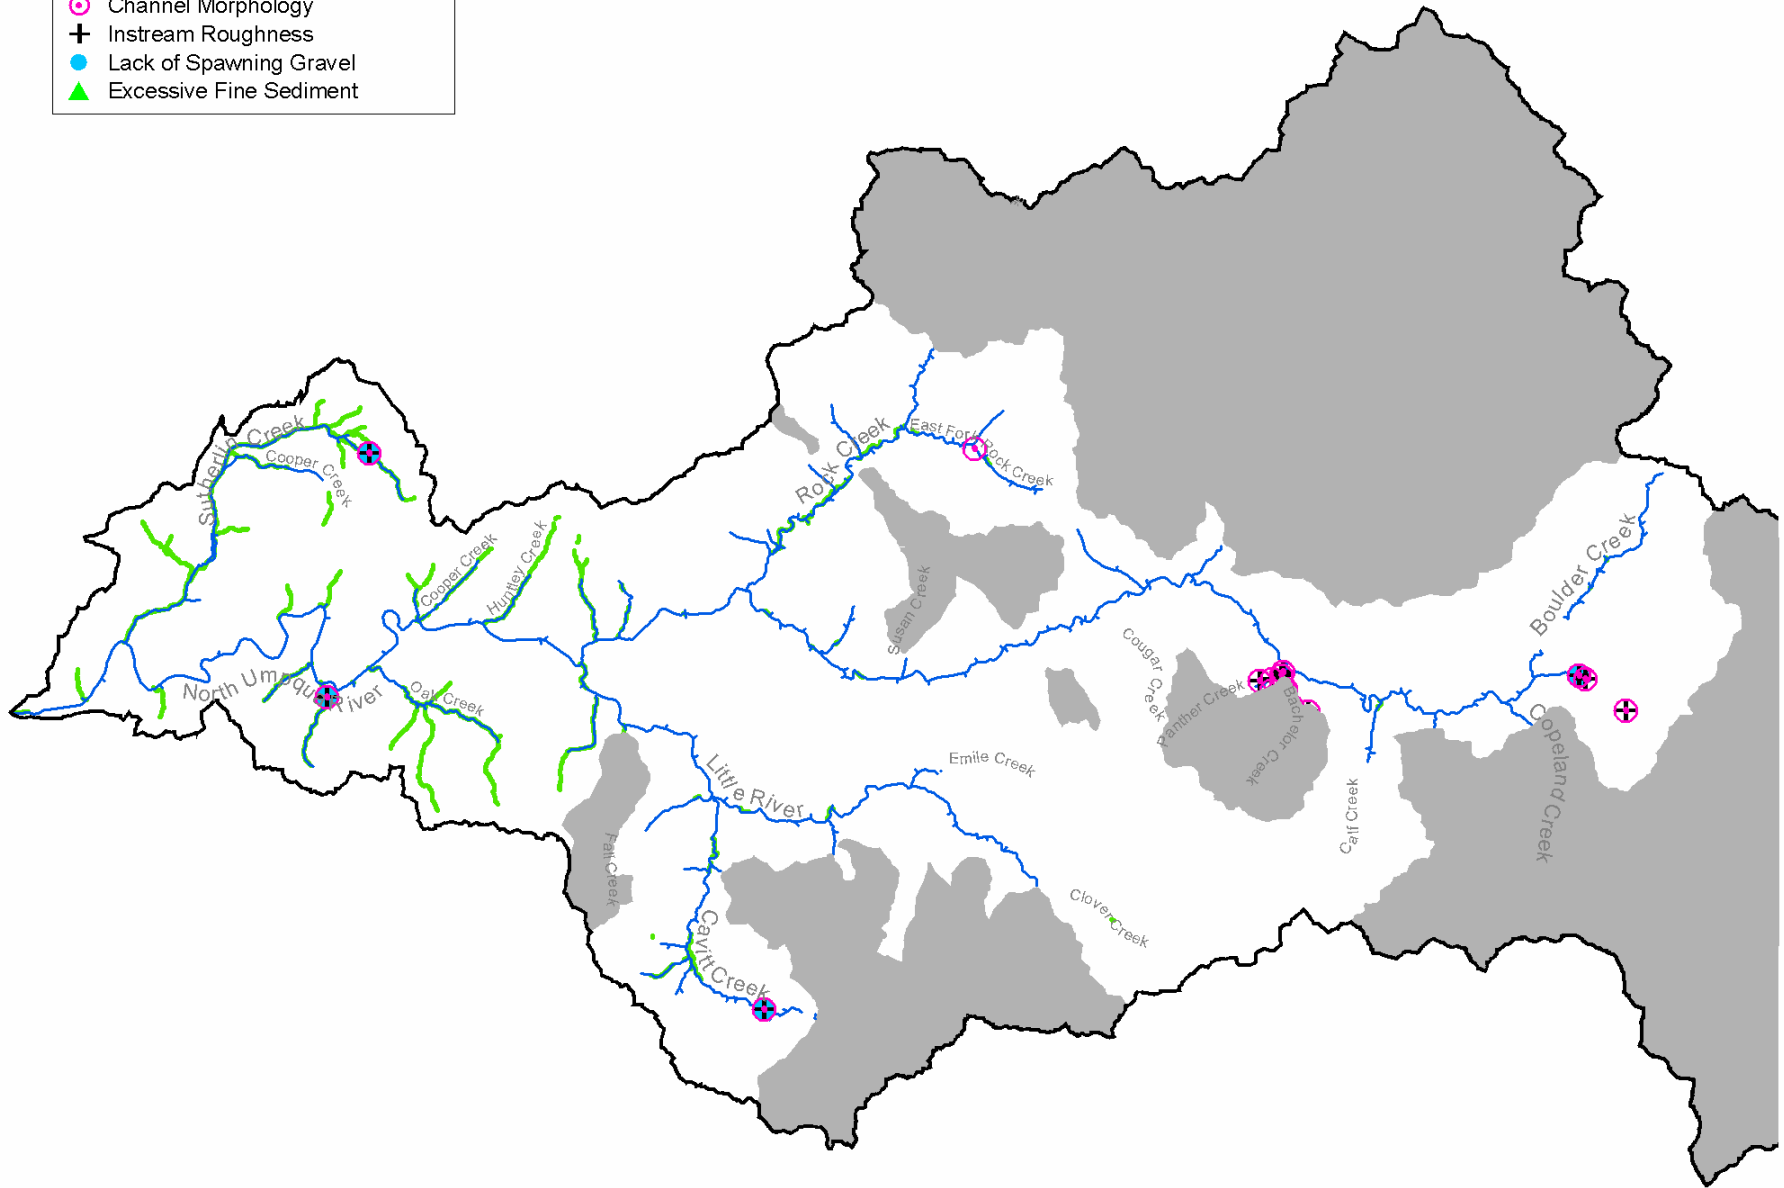 Channel Morphology
Instream Roughness
Lack of Spawning Gravel
Excessive Fine Sediment
Sutherlin Creek
Cooper Creek
Rock Creek
East Fork Rock Creek
Cooper Creek
Huntley Creek
Susan Creek
Boulder Creek
North Umpqua River
Oak Creek
Cougar Creek
Panther Creek
Bachelor Creek
Copeland Creek
Little River
Emile Creek
Calf Creek
Fall Creek
Clover Creek
Cavitt Creek